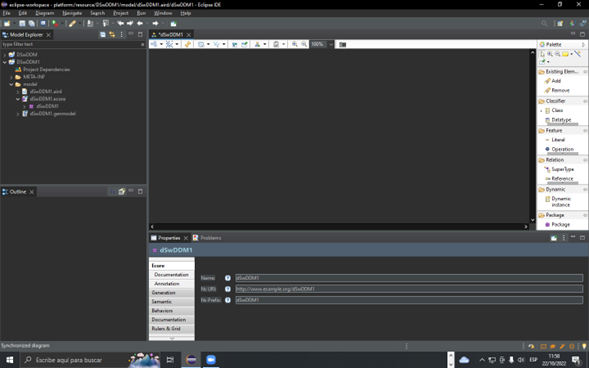 eclipse-workspace - platform:/resource/DSwDDM1/model/dSwDDM1.aird/dSwDDM1 - Eclipse IDE
File Edit Diagram Navigate Search Project Run Window Help
Model Explorer
type filter text
DSwDDM
DSwDDM1
Project Dependencies
META-INF
model
dSwDDM1.aird
dSwDDM1.ecore
dSwDDM1
dSwDDM1.genmodel
Outline
*dSwDDM1
100%
Palette
Existing Elem...
Add
Remove
Classifier
Class
Datatype
Feature
Literal
Operation
Relation
SuperType
Reference
Dynamic
Dynamic
instance
Package
Package
Properties
Problems
dSwDDM1
Ecore
Documentation
Annotation
Generation
Semantic
Behaviors
Documentation
Rulers & Grid
Name: dSwDDM1
Ns URI: http://www.example.org/dSwDDM1
Ns Prefix: dSwDDM1
Synchronized diagram
Escribe aquí para buscar
ESP
11:58
22/10/2022